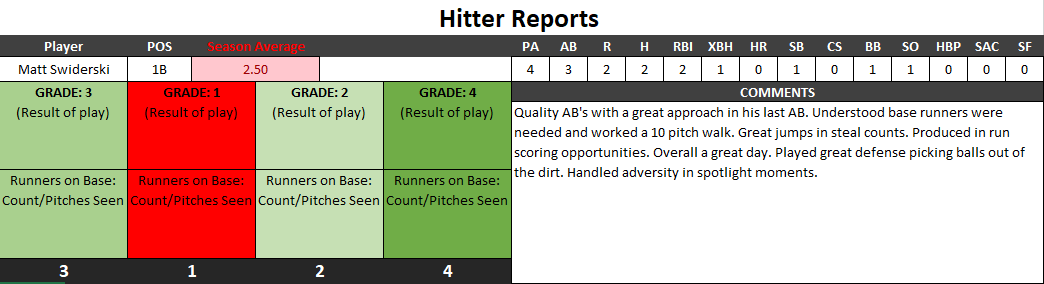 Hitter Reports
Player POS Season Average PA AB R H RBI XBH HR SB CS BB SO HBP SAC SF
Matt Swiderski 1B 2.50 4 3 2 2 2 1 0 1 0 1 1 0 0 0
GRADE: 3 GRADE: 1 GRADE: 2 GRADE: 4
(Result of play) (Result of play) (Result of play) (Result of play)
Runners on Base: Runners on Base: Runners on Base: Runners on Base:
Count/Pitches Seen Count/Pitches Seen Count/Pitches Seen Count/Pitches Seen
3 1 2 4
COMMENTS
Quality AB's with a great approach in his last AB. Understood base runners were
needed and worked a 10 pitch walk. Great jumps in steal counts. Produced in run
scoring opportunities. Overall a great day. Played great defense picking balls out of
the dirt. Handled adversity in spotlight moments.